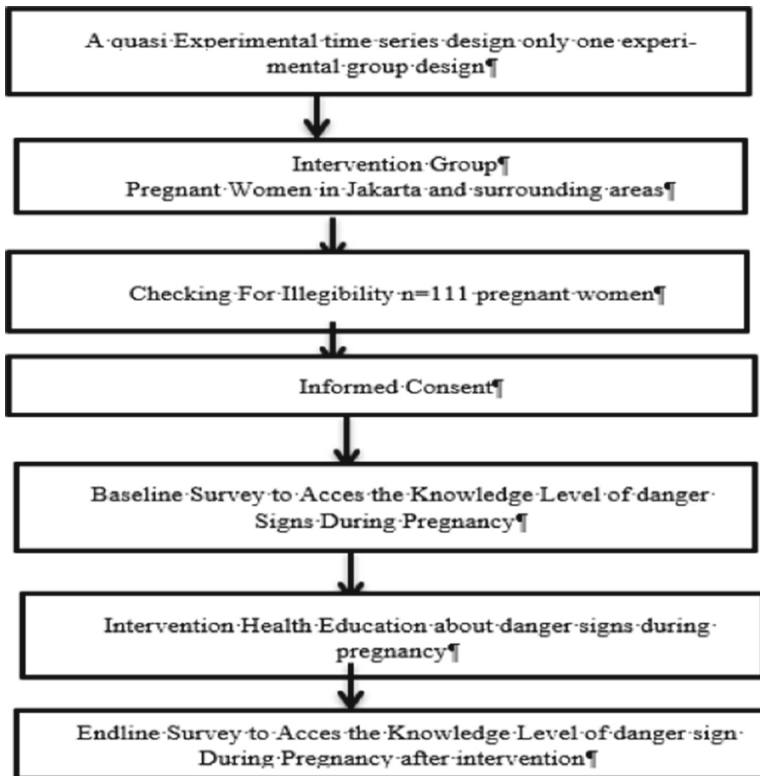 A·quasi·Experimental·time·series·design·only·one·experi-
mental·group·design¶
Intervention·Group¶
Pregnant·Women·in·Jakarta·and·surrounding·areas¶
Checking·For·Illegibility·n=111·pregnant·women¶
Informed·Consent¶
Baseline·Survey·to·Acces·the·Knowledge·Level·of·danger·
Signs·During·Pregnancy¶
Intervention·Health·Education·about·danger·signs·during·
pregnancy¶
Endline·Survey·to·Acces·the·Knowledge·Level·of·danger·sign·
During·Pregnancy·after·intervention¶